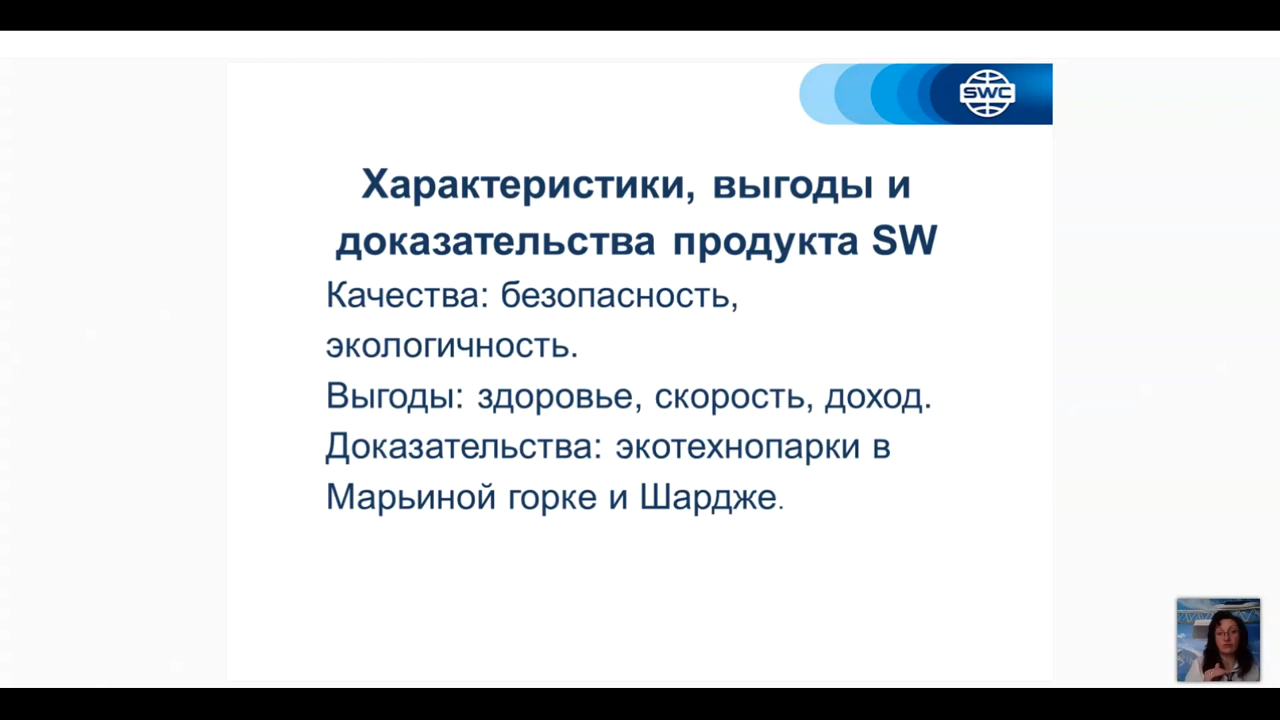 SWC
Характеристики, выгоды и
доказательства продукта SW
Качества: безопасность,
экологичность.
Выгоды: здоровье, скорость, доход.
Доказательства: экотехнопарки в
Марьиной горке и Шардже.